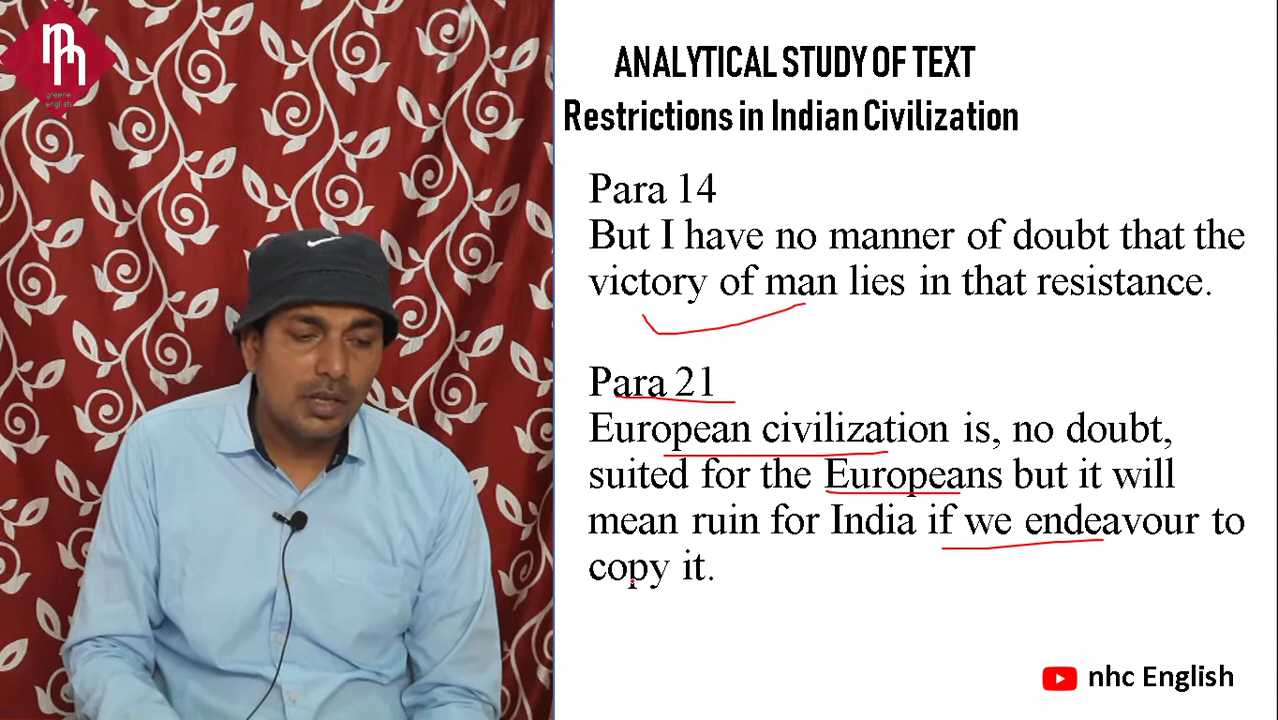 greene
english
ANALYTICAL STUDY OF TEXT
Restrictions in Indian Civilization
Para 14
But I have no manner of doubt that the
victory of man lies in that resistance.
Para 21
European civilization is, no doubt,
suited for the Europeans but it will
mean ruin for India if we endeavour to
copy it.
nhc English